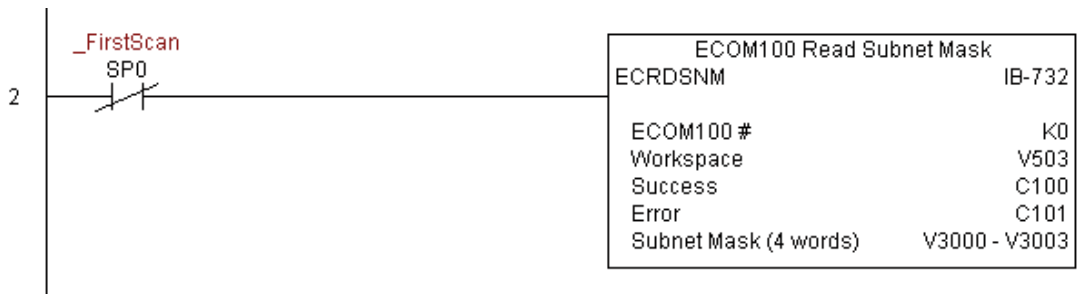 _FirstScan
SP0
2
ECOM100 Read Subnet Mask
ECRDSNM IB-732
ECOM100 # K0
Workspace V503
Success C100
Error C101
Subnet Mask (4 words) V3000 - V3003